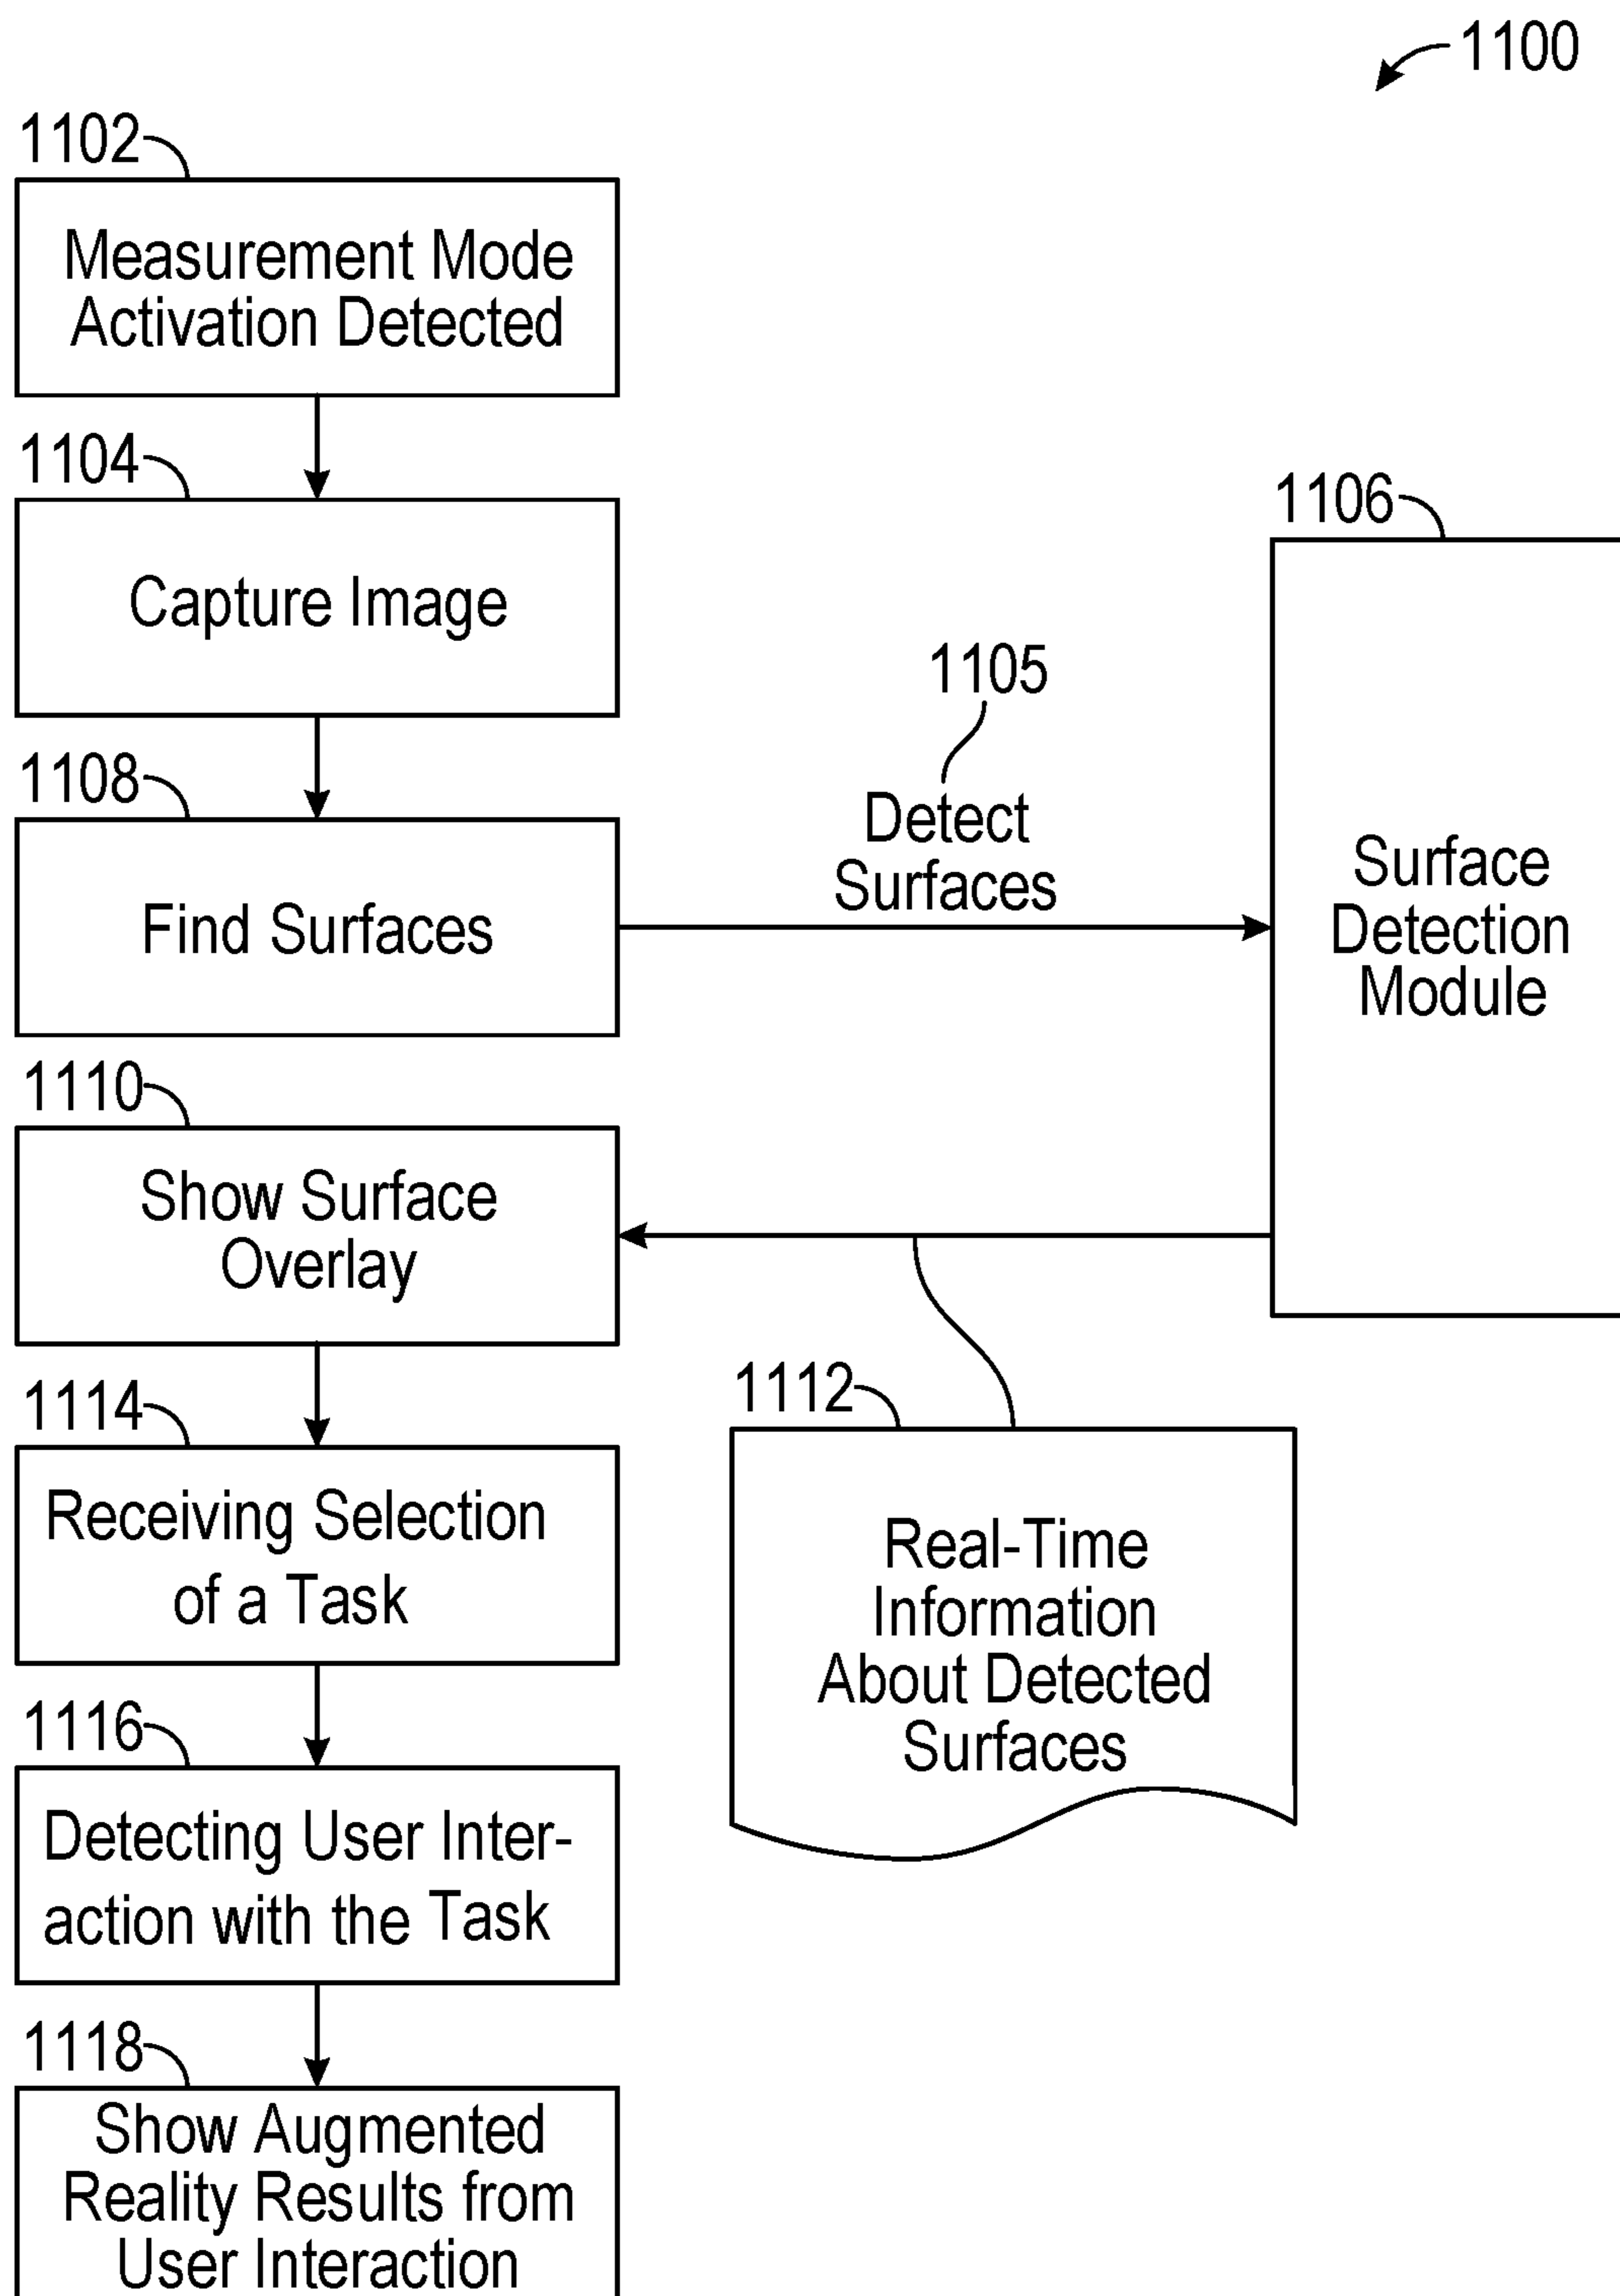 1100
1102
Measurement Mode
Activation Detected
1104
Capture Image
1106
Surface
Detection
Module
1105
Detect
Surfaces
1108
Find Surfaces
1110
Show Surface
Overlay
1112
Real-Time
Information
About Detected
Surfaces
1114
Receiving Selection
of a Task
1116
Detecting User Inter-
action with the Task
1118
Show Augmented
Reality Results from
User Interaction